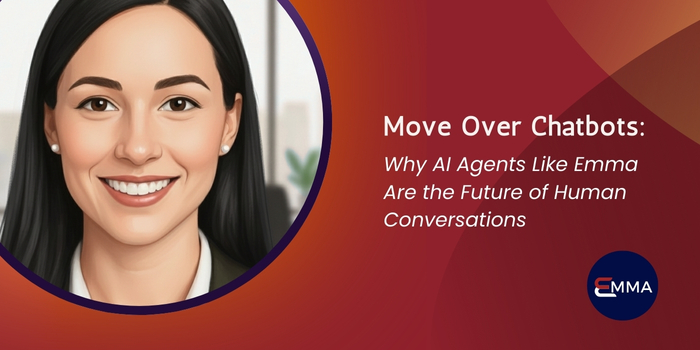 Move Over Chatbots:
Why AI Agents Like Emma
Are the Future of Human
Conversations
EMMA